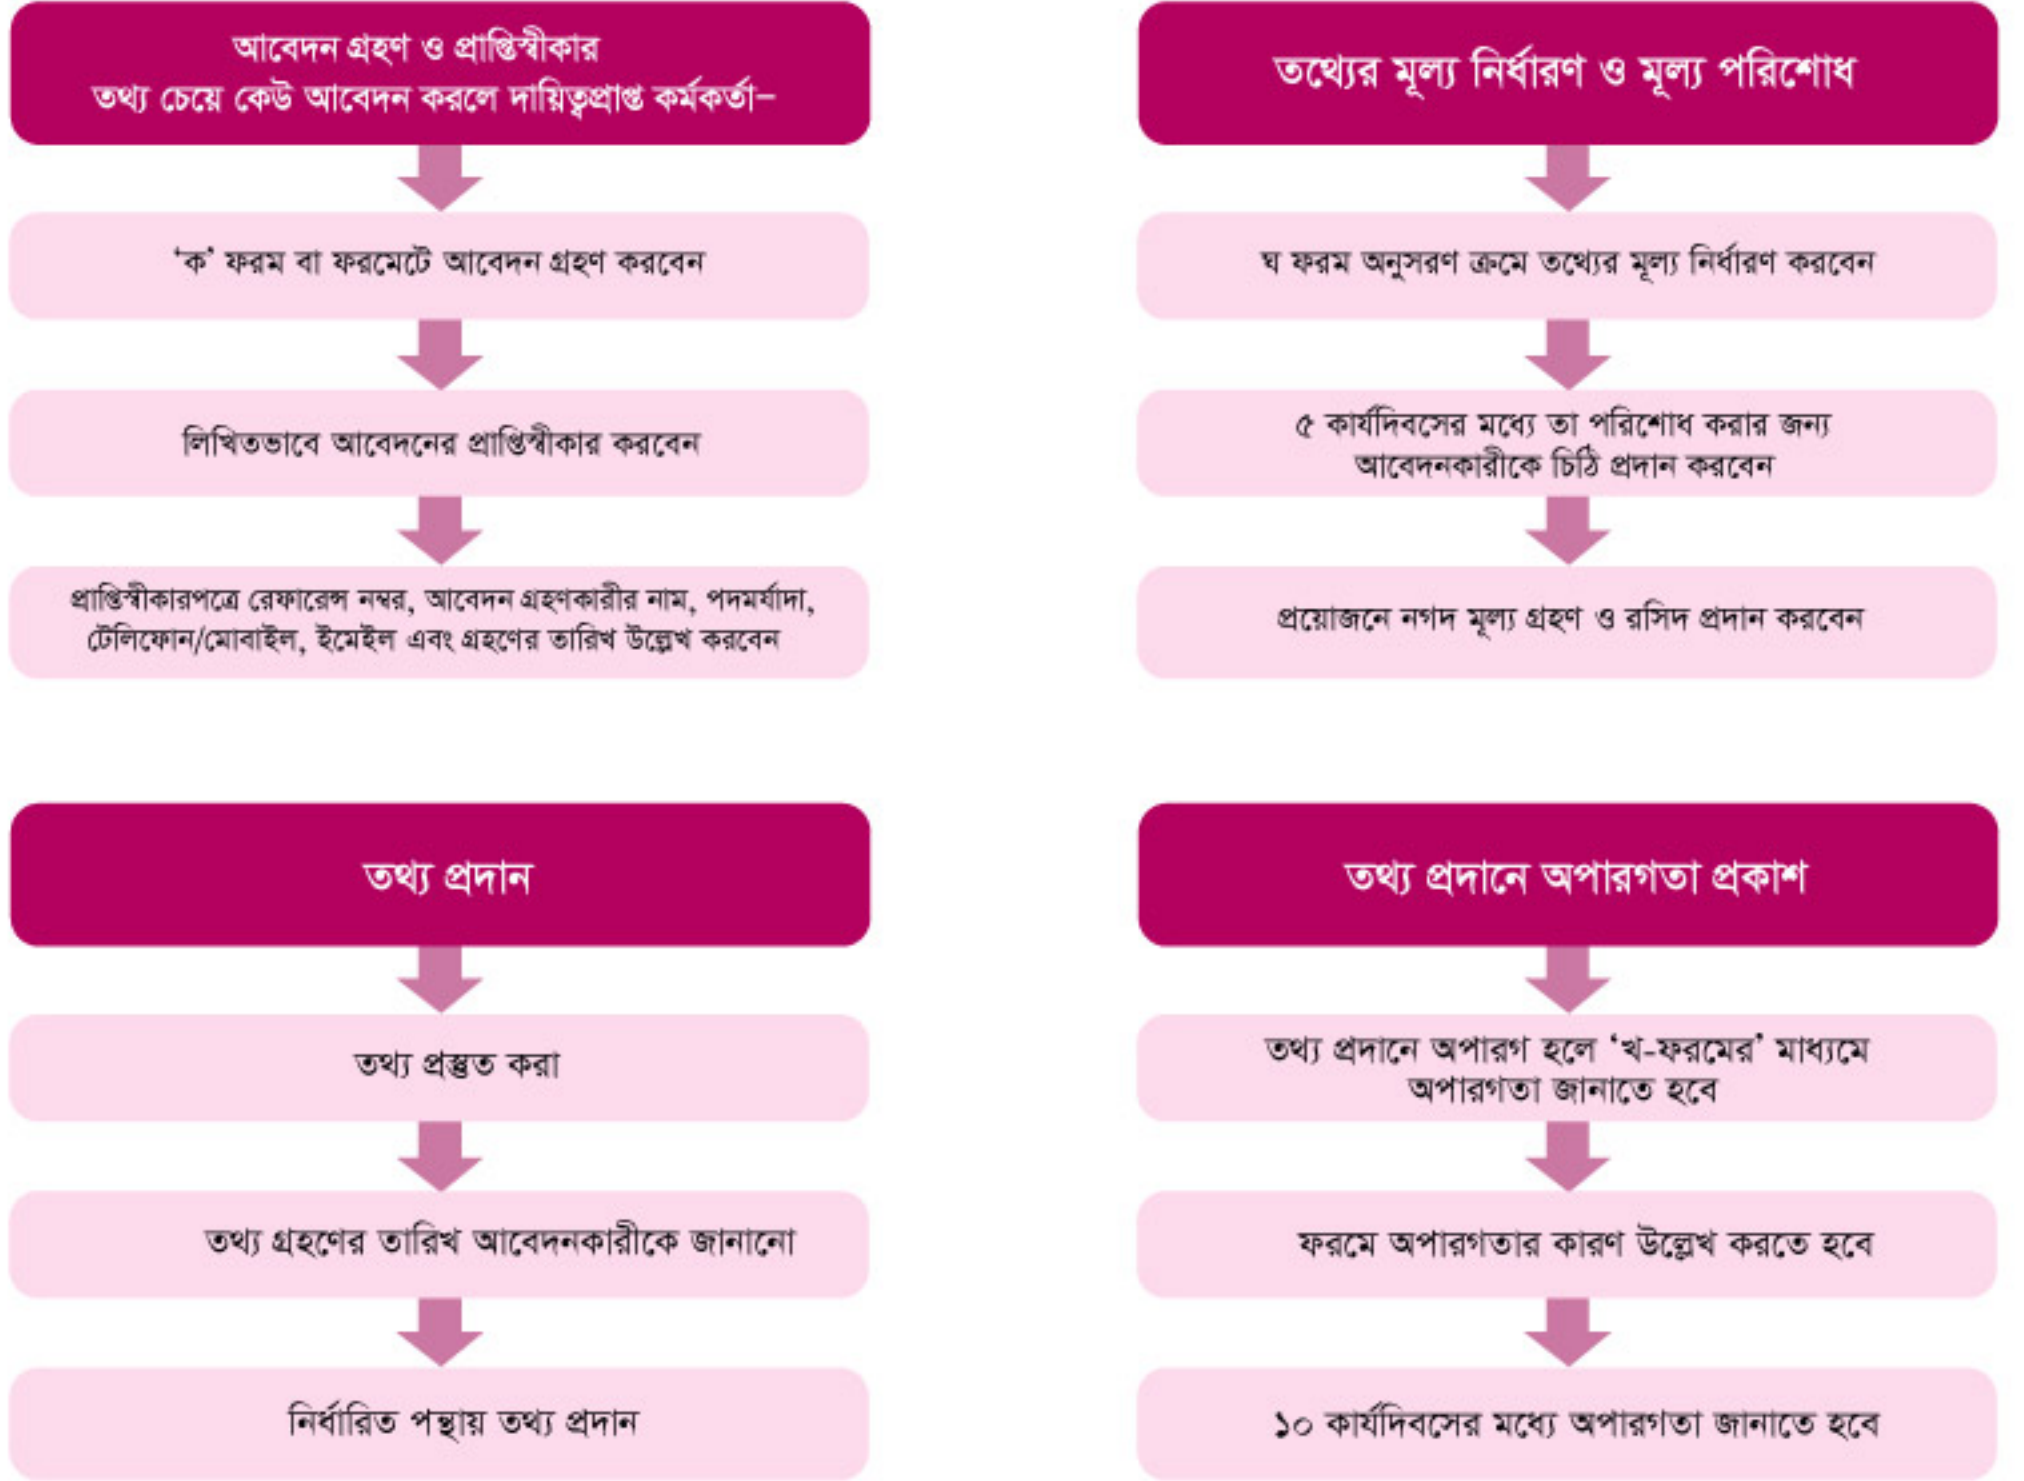 আবেদন গ্রহণ ও প্রাপ্তিস্বীকার
তথ্য চেয়ে কেউ আবেদন করলে দায়িত্বপ্রাপ্ত কর্মকর্তা–
‘ক’ ফরম বা ফরমেটে আবেদন গ্রহণ করবেন
লিখিতভাবে আবেদনের প্রাপ্তিস্বীকার করবেন
প্রাপ্তিস্বীকারপত্রে রেফারেন্স নম্বর, আবেদন গ্রহণকারীর নাম, পদমর্যাদা,
টেলিফোন/মোবাইল, ইমেইল এবং গ্রহণের তারিখ উল্লেখ করবেন
তথ্যের মূল্য নির্ধারণ ও মূল্য পরিশোধ
ঘ ফরম অনুসরণ ক্রমে তথ্যের মূল্য নির্ধারণ করবেন
৫ কার্যদিবসের মধ্যে তা পরিশোধ করার জন্য
আবেদনকারীকে চিঠি প্রদান করবেন
প্রয়োজনে নগদ মূল্য গ্রহণ ও রসিদ প্রদান করবেন
তথ্য প্রদান
তথ্য প্রস্তুত করা
তথ্য গ্রহণের তারিখ আবেদনকারীকে জানানো
নির্ধারিত পন্থায় তথ্য প্রদান
তথ্য প্রদানে অপারগতা প্রকাশ
তথ্য প্রদানে অপারগ হলে ‘খ-ফরমের’ মাধ্যমে
অপারগতা জানাতে হবে
ফরমে অপারগতার কারণ উল্লেখ করতে হবে
১০ কার্যদিবসের মধ্যে অপারগতা জানাতে হবে